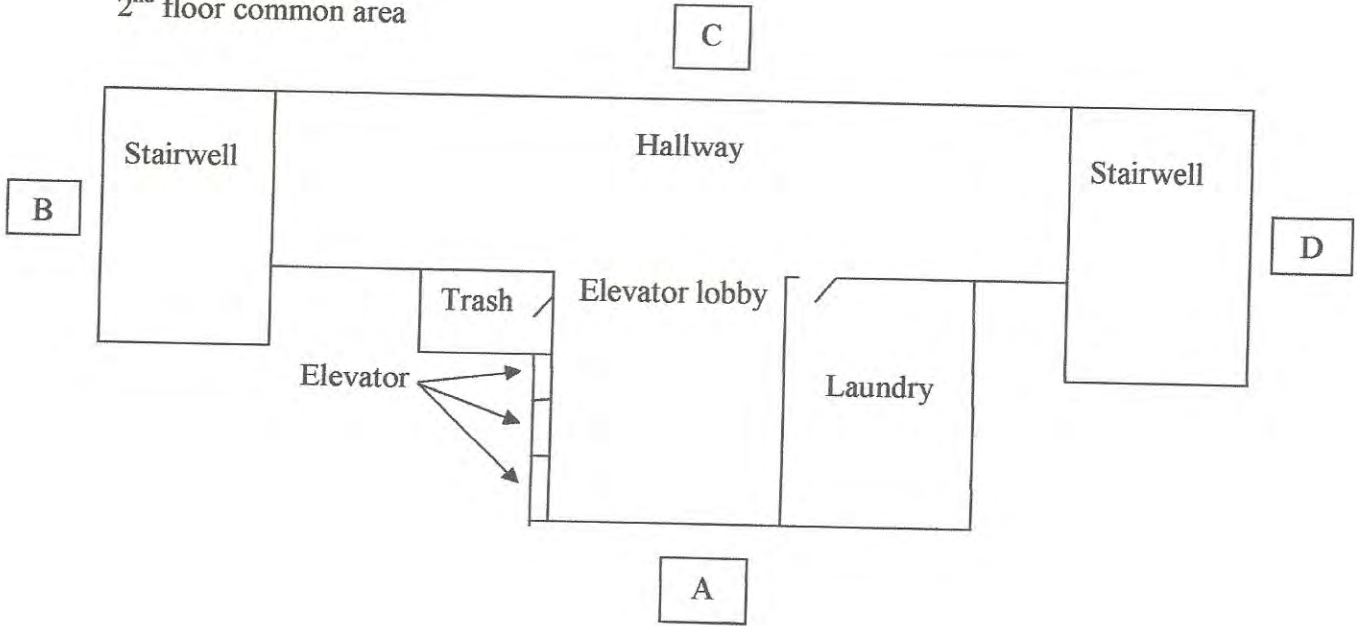 2nd floor common area
C
Stairwell
Hallway
Stairwell
B
D
Trash
Elevator lobby
Elevator
Laundry
A